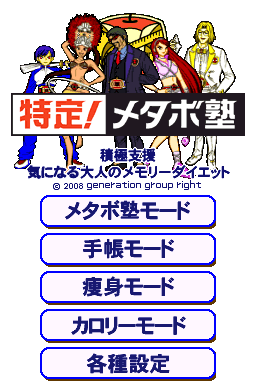 特定!メタボ塾
積極支援
気になる大人のメモリーダイエット
© 2008 generation group right
メタボ塾モード
手帳モード
痩身モード
カロリーモード
各種設定